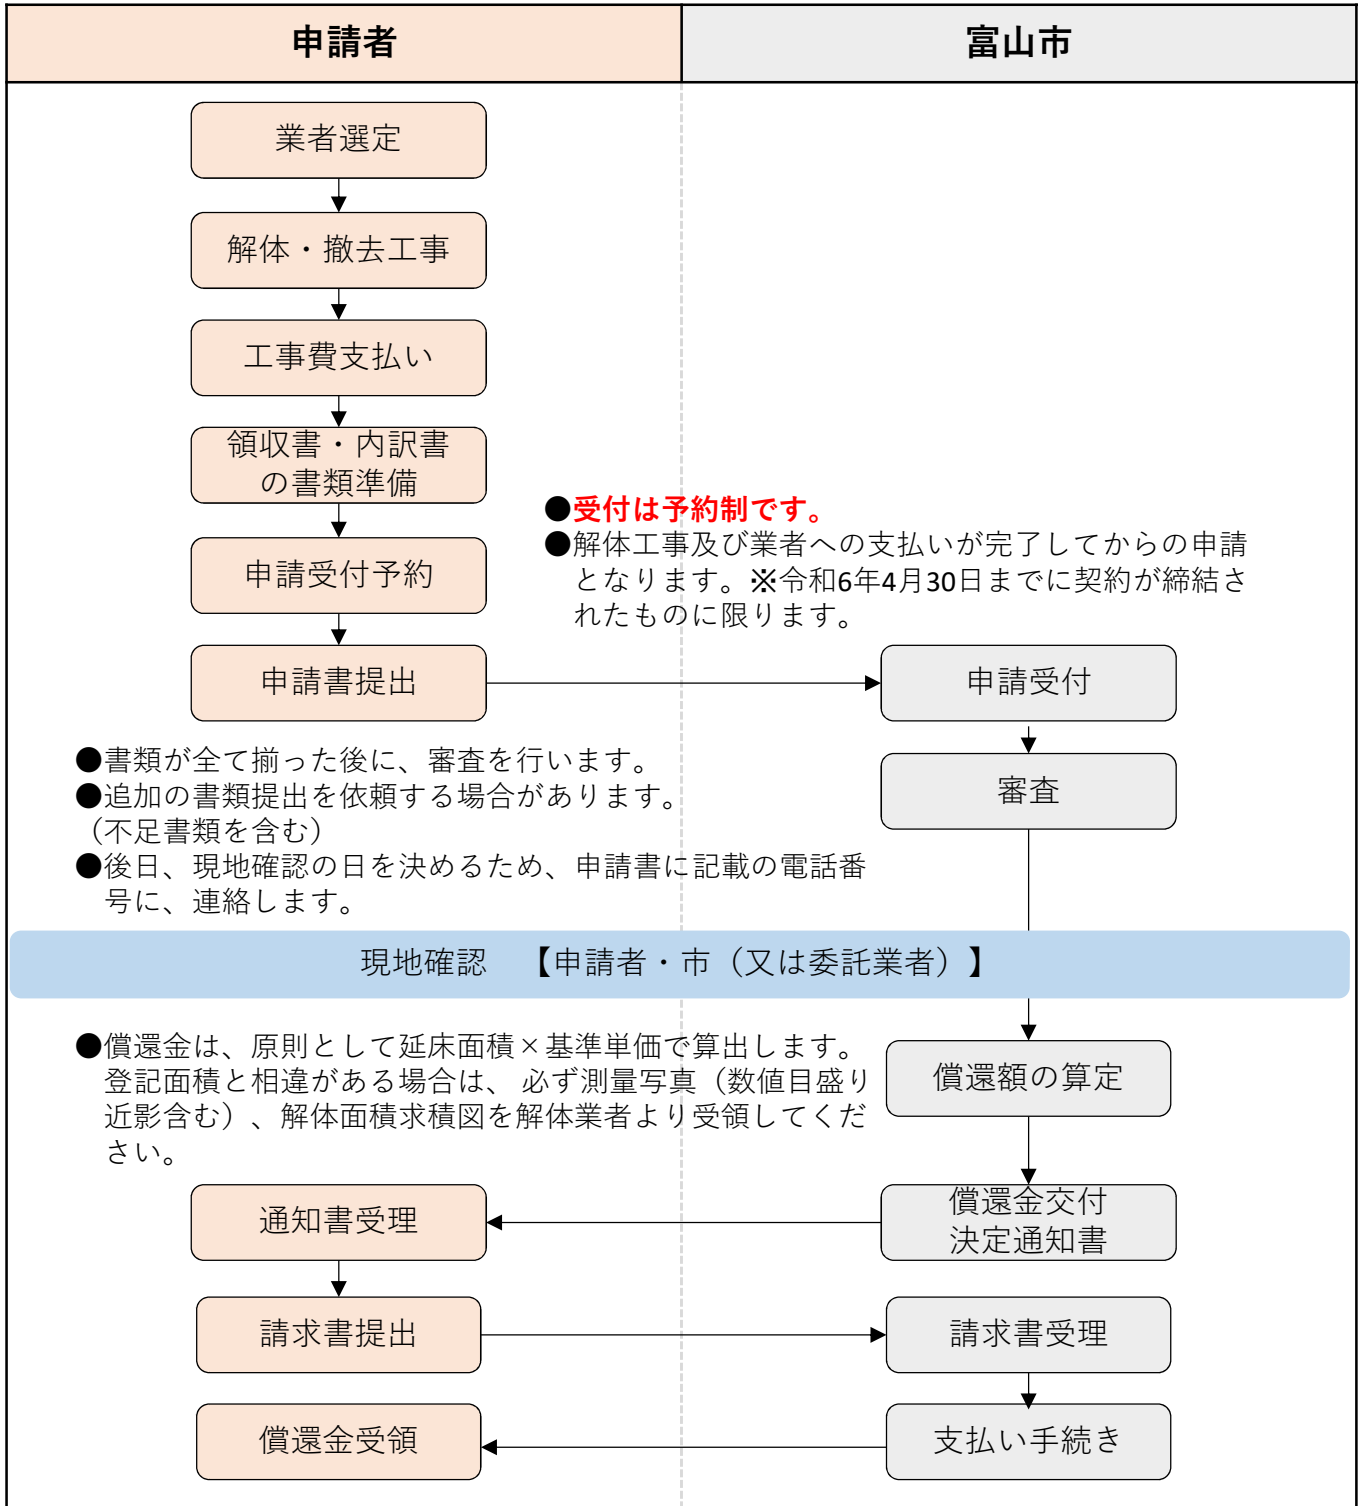 申請者
富山市
業者選定
解体・撤去工事
工事費支払い
領収書・内訳書
の書類準備
●受付は予約制です。
●解体工事及び業者への支払いが完了してからの申請
となります。※令和6年4月30日までに契約が締結さ
れたものに限ります。
申請受付予約
申請書提出
申請受付
●書類が全て揃った後に、審査を行います。
●追加の書類提出を依頼する場合があります。
（不足書類を含む）
●後日、現地確認の日を決めるため、申請書に記載の電話番
号に、連絡します。
審査
現地確認　【申請者・市（又は委託業者）】
●償還金は、原則として延床面積×基準単価で算出します。
登記面積と相違がある場合は、 必ず測量写真（数値目盛り
近影含む）、解体面積求積図を解体業者より受領してくだ
さい。
償還額の算定
償還金交付
決定通知書
通知書受理
請求書提出
請求書受理
支払い手続き
償還金受領